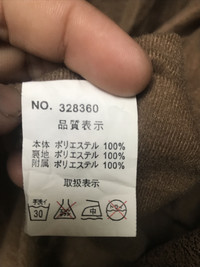 NO. 328360
品質表示
本体 ポリエステル 100%
裏地 ポリエステル 100%
附属 ポリエステル 100%
取扱表示
30 中